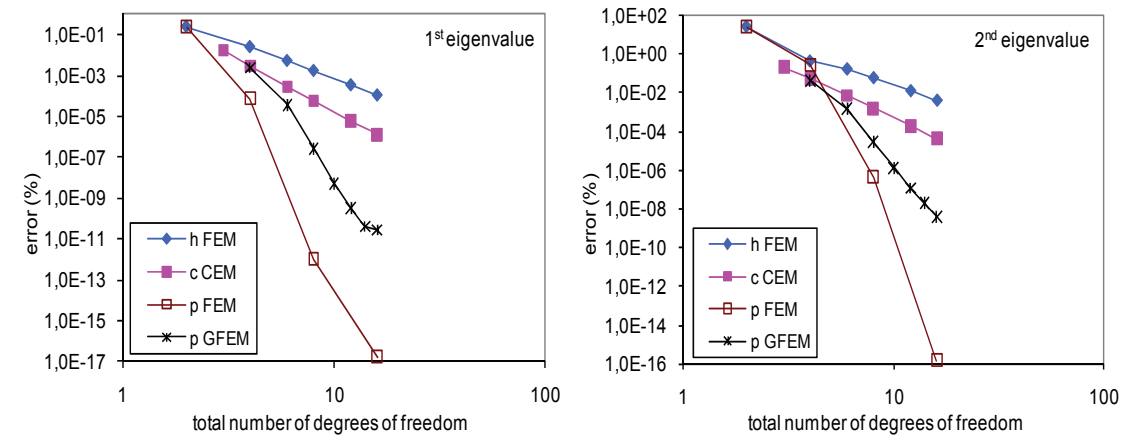 1st eigenvalue
1,0E-01
1,0E-03
1,0E-05
1,0E-07
1,0E-09
1,0E-11
1,0E-13
1,0E-15
1,0E-17
error (%)
h FEM
c CEM
p FEM
p GFEM
1
10
100
total number of degrees of freedom
2nd eigenvalue
1,0E+02
1,0E+00
1,0E-02
1,0E-04
1,0E-06
1,0E-08
1,0E-10
1,0E-12
1,0E-14
1,0E-16
error (%)
h FEM
c CEM
p FEM
p GFEM
1
10
100
total number of degrees of freedom